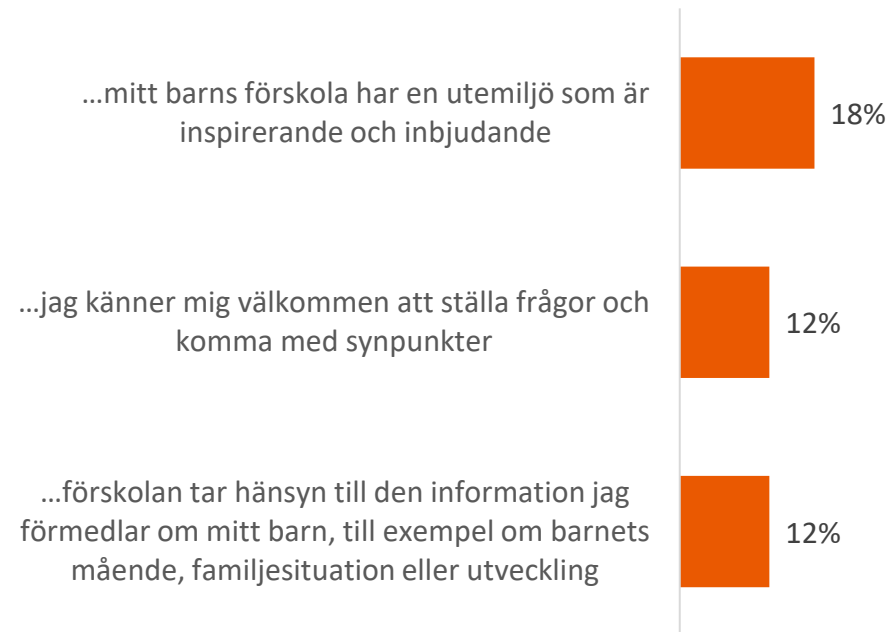 ...mitt barns förskola har en utemiljö som är
inspirerande och inbjudande
18%
...jag känner mig välkommen att ställa frågor och
komma med synpunkter
12%
...förskolan tar hänsyn till den information jag
förmedlar om mitt barn, till exempel om barnets
mående, familjesituation eller utveckling
12%